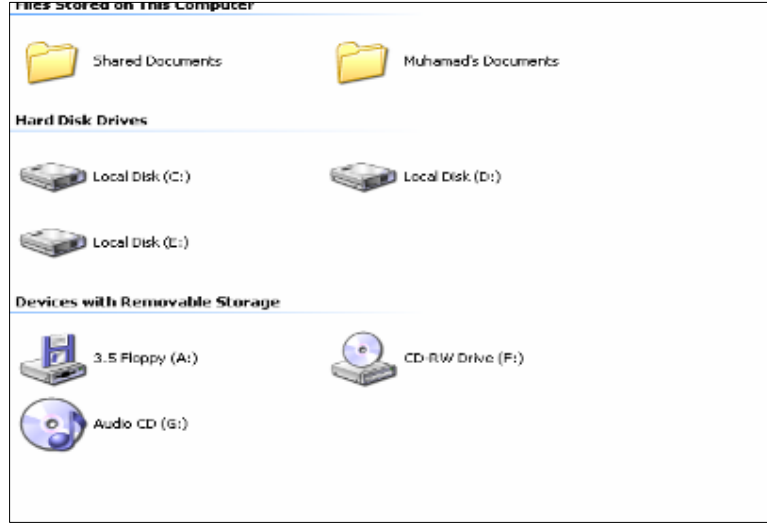 Files Stored on This Computer
Shared Documents
Muhamad's Documents
Hard Disk Drives
Local Disk (C:)
Local Disk (D:)
Local Disk (E:)
Devices with Removable Storage
3.5 Floppy (A:)
CD-RW Drive (F:)
Audio CD (G:)